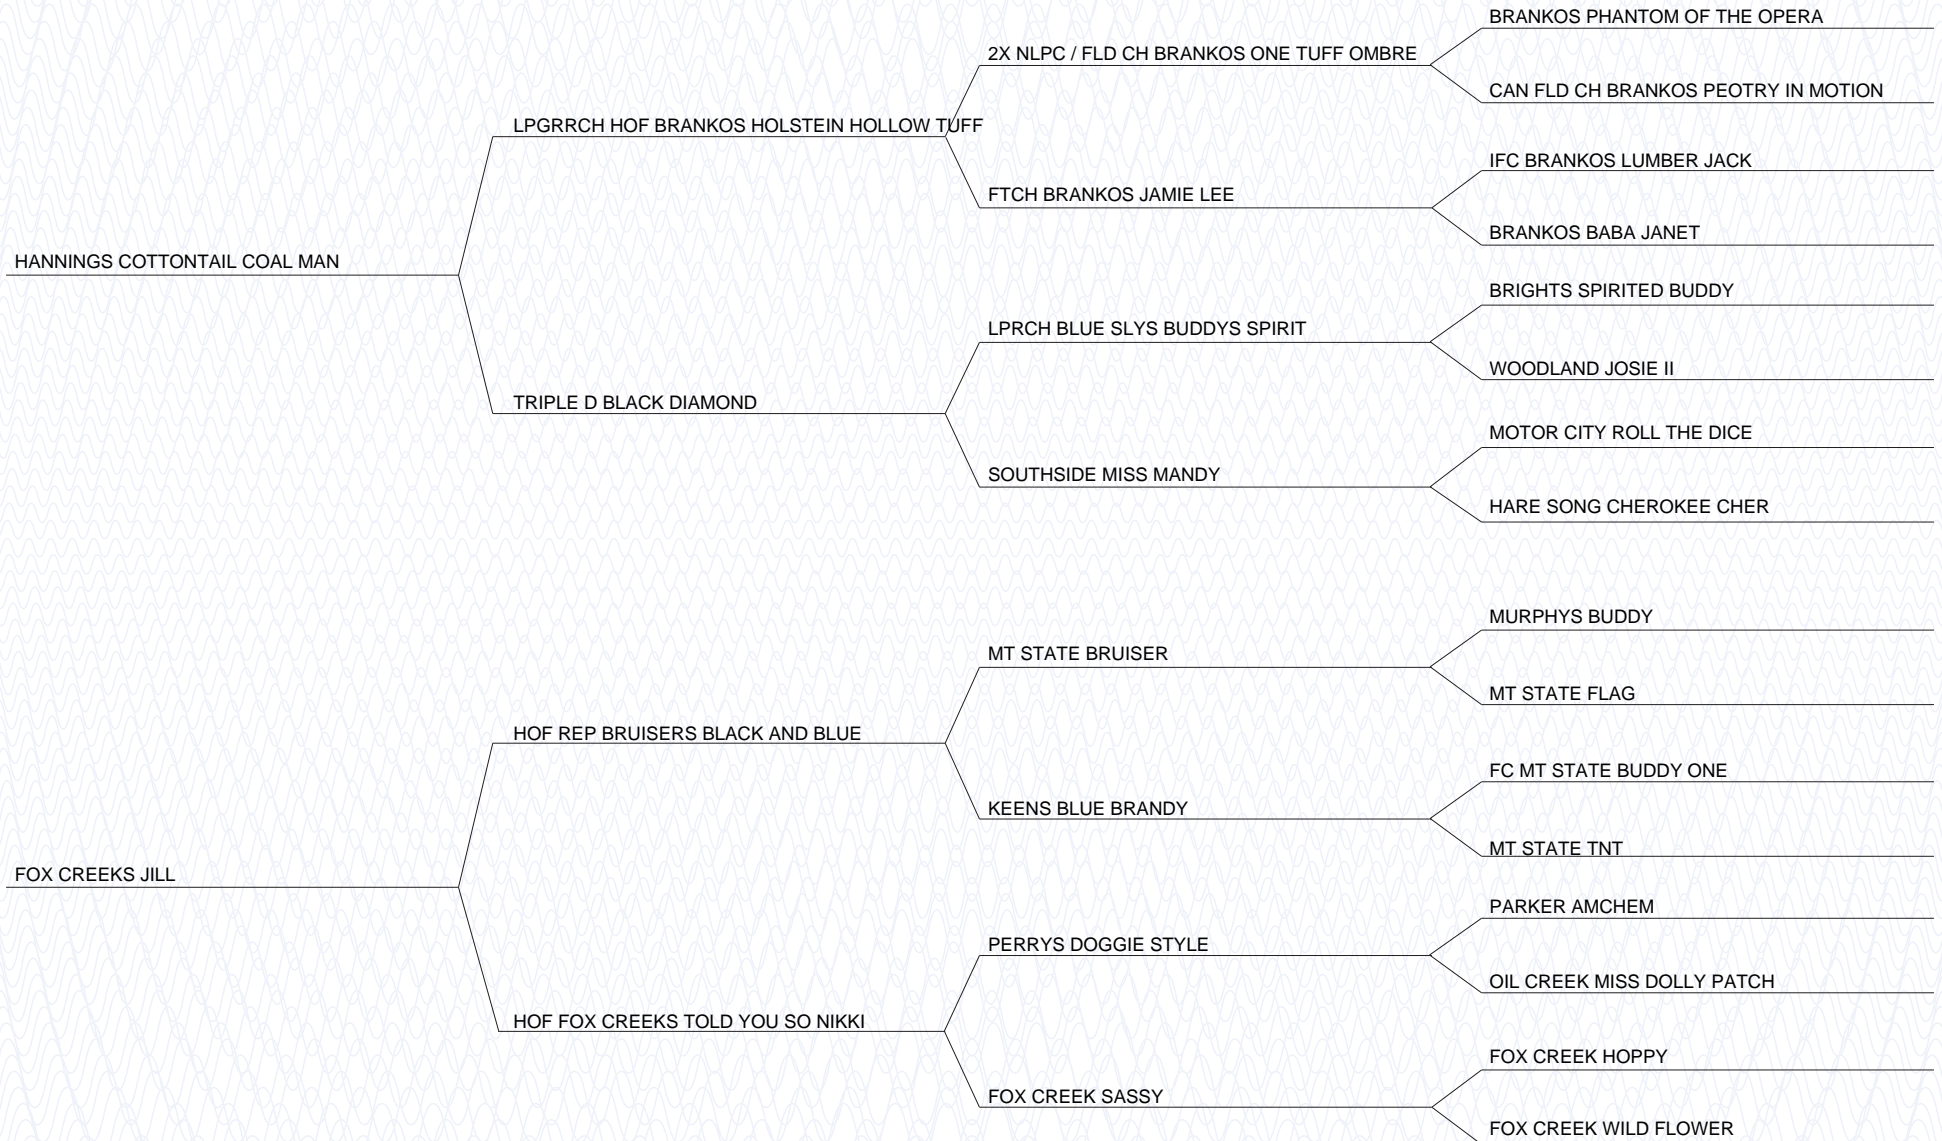 BRANKOS PHANTOM OF THE OPERA
2X NLPC / FLD CH BRANKOS ONE TUFF OMBRE
CAN FLD CH BRANKOS PEOTRY IN MOTION
LPGRRCH HOF BRANKOS HOLSTEIN HOLLOW TUFF
IFC BRANKOS LUMBER JACK
FTCH BRANKOS JAMIE LEE
BRANKOS BABA JANET
HANNINGS COTTONTAIL COAL MAN
BRIGHTS SPIRITED BUDDY
LPRCH BLUE SLYS BUDDYS SPIRIT
WOODLAND JOSIE II
TRIPLE D BLACK DIAMOND
MOTOR CITY ROLL THE DICE
SOUTHSIDE MISS MANDY
HARE SONG CHEROKEE CHER
MURPHYS BUDDY
MT STATE BRUISER
MT STATE FLAG
HOF REP BRUISERS BLACK AND BLUE
FC MT STATE BUDDY ONE
KEENS BLUE BRANDY
MT STATE TNT
FOX CREEKS JILL
PARKER AMCHEM
PERRYS DOGGIE STYLE
OIL CREEK MISS DOLLY PATCH
HOF FOX CREEKS TOLD YOU SO NIKKI
FOX CREEK HOPPY
FOX CREEK SASSY
FOX CREEK WILD FLOWER